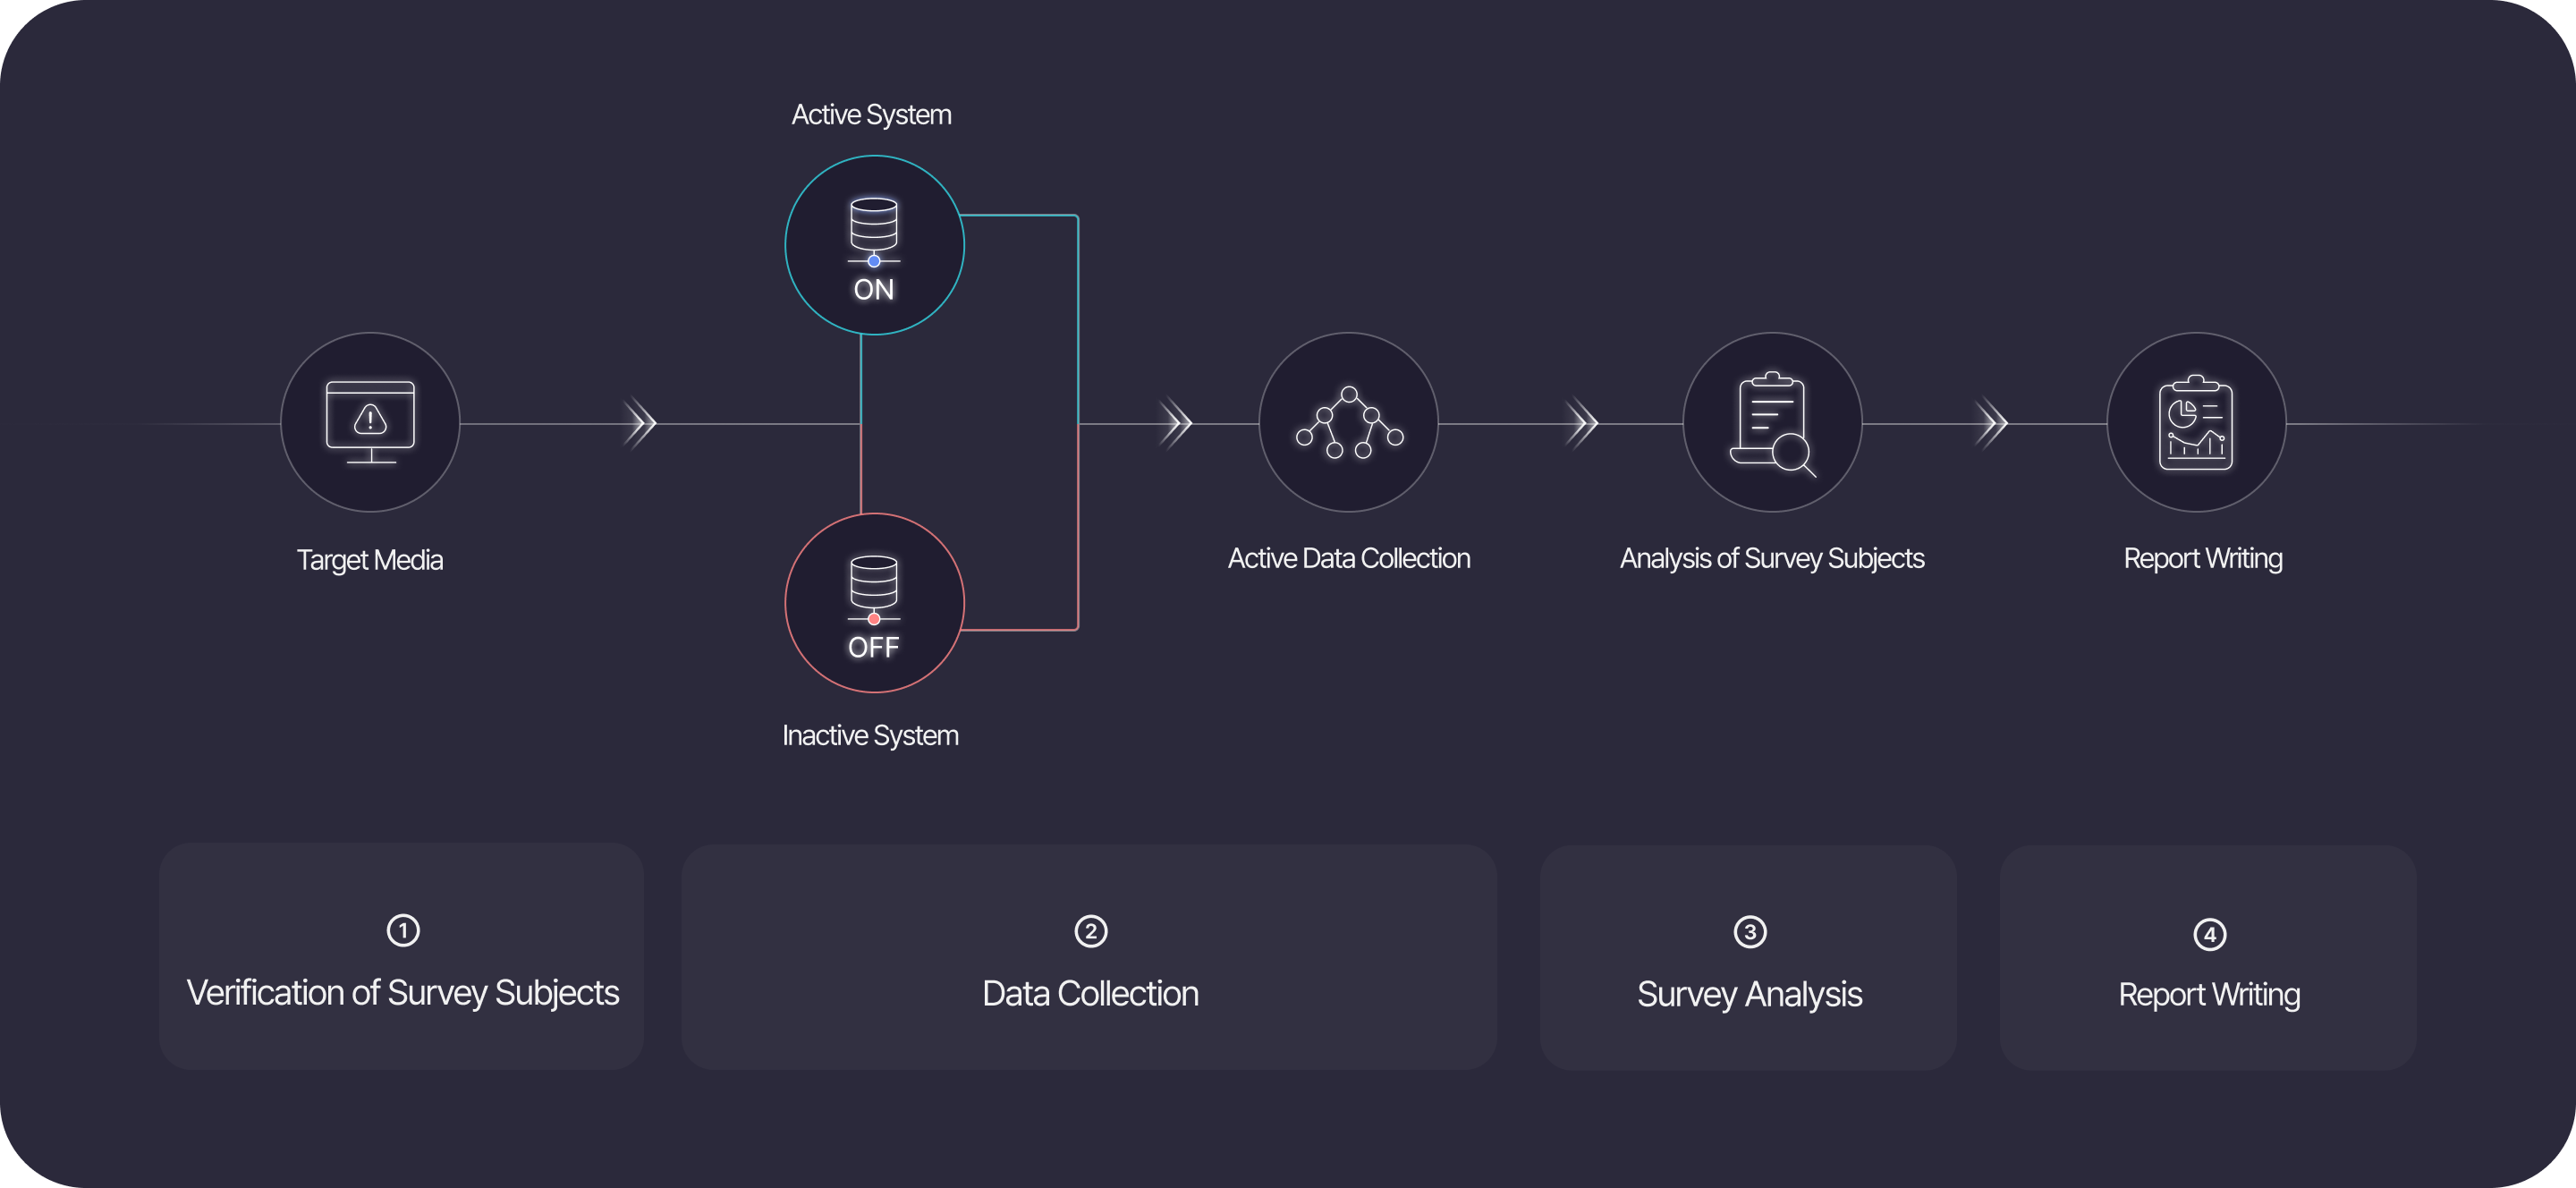 Active System
ON
Target Media
OFF
Inactive System
Active Data Collection
Analysis of Survey Subjects
Report Writing
1
Verification of Survey Subjects
2
Data Collection
3
Survey Analysis
4
Report Writing